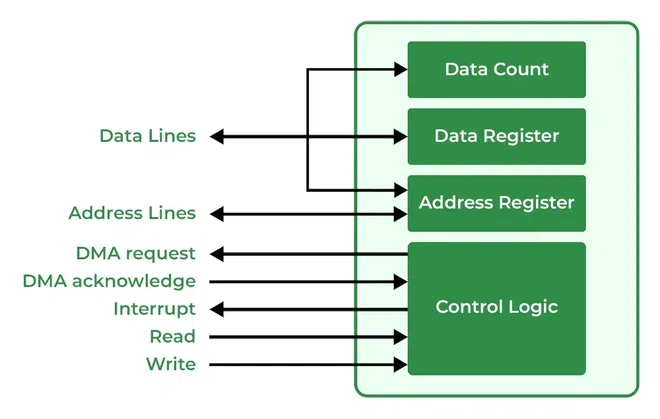 Data Count
Data Lines
Data Register
Address Register
Address Lines
DMA request
DMA acknowledge
Interrupt
Control Logic
Read
Write